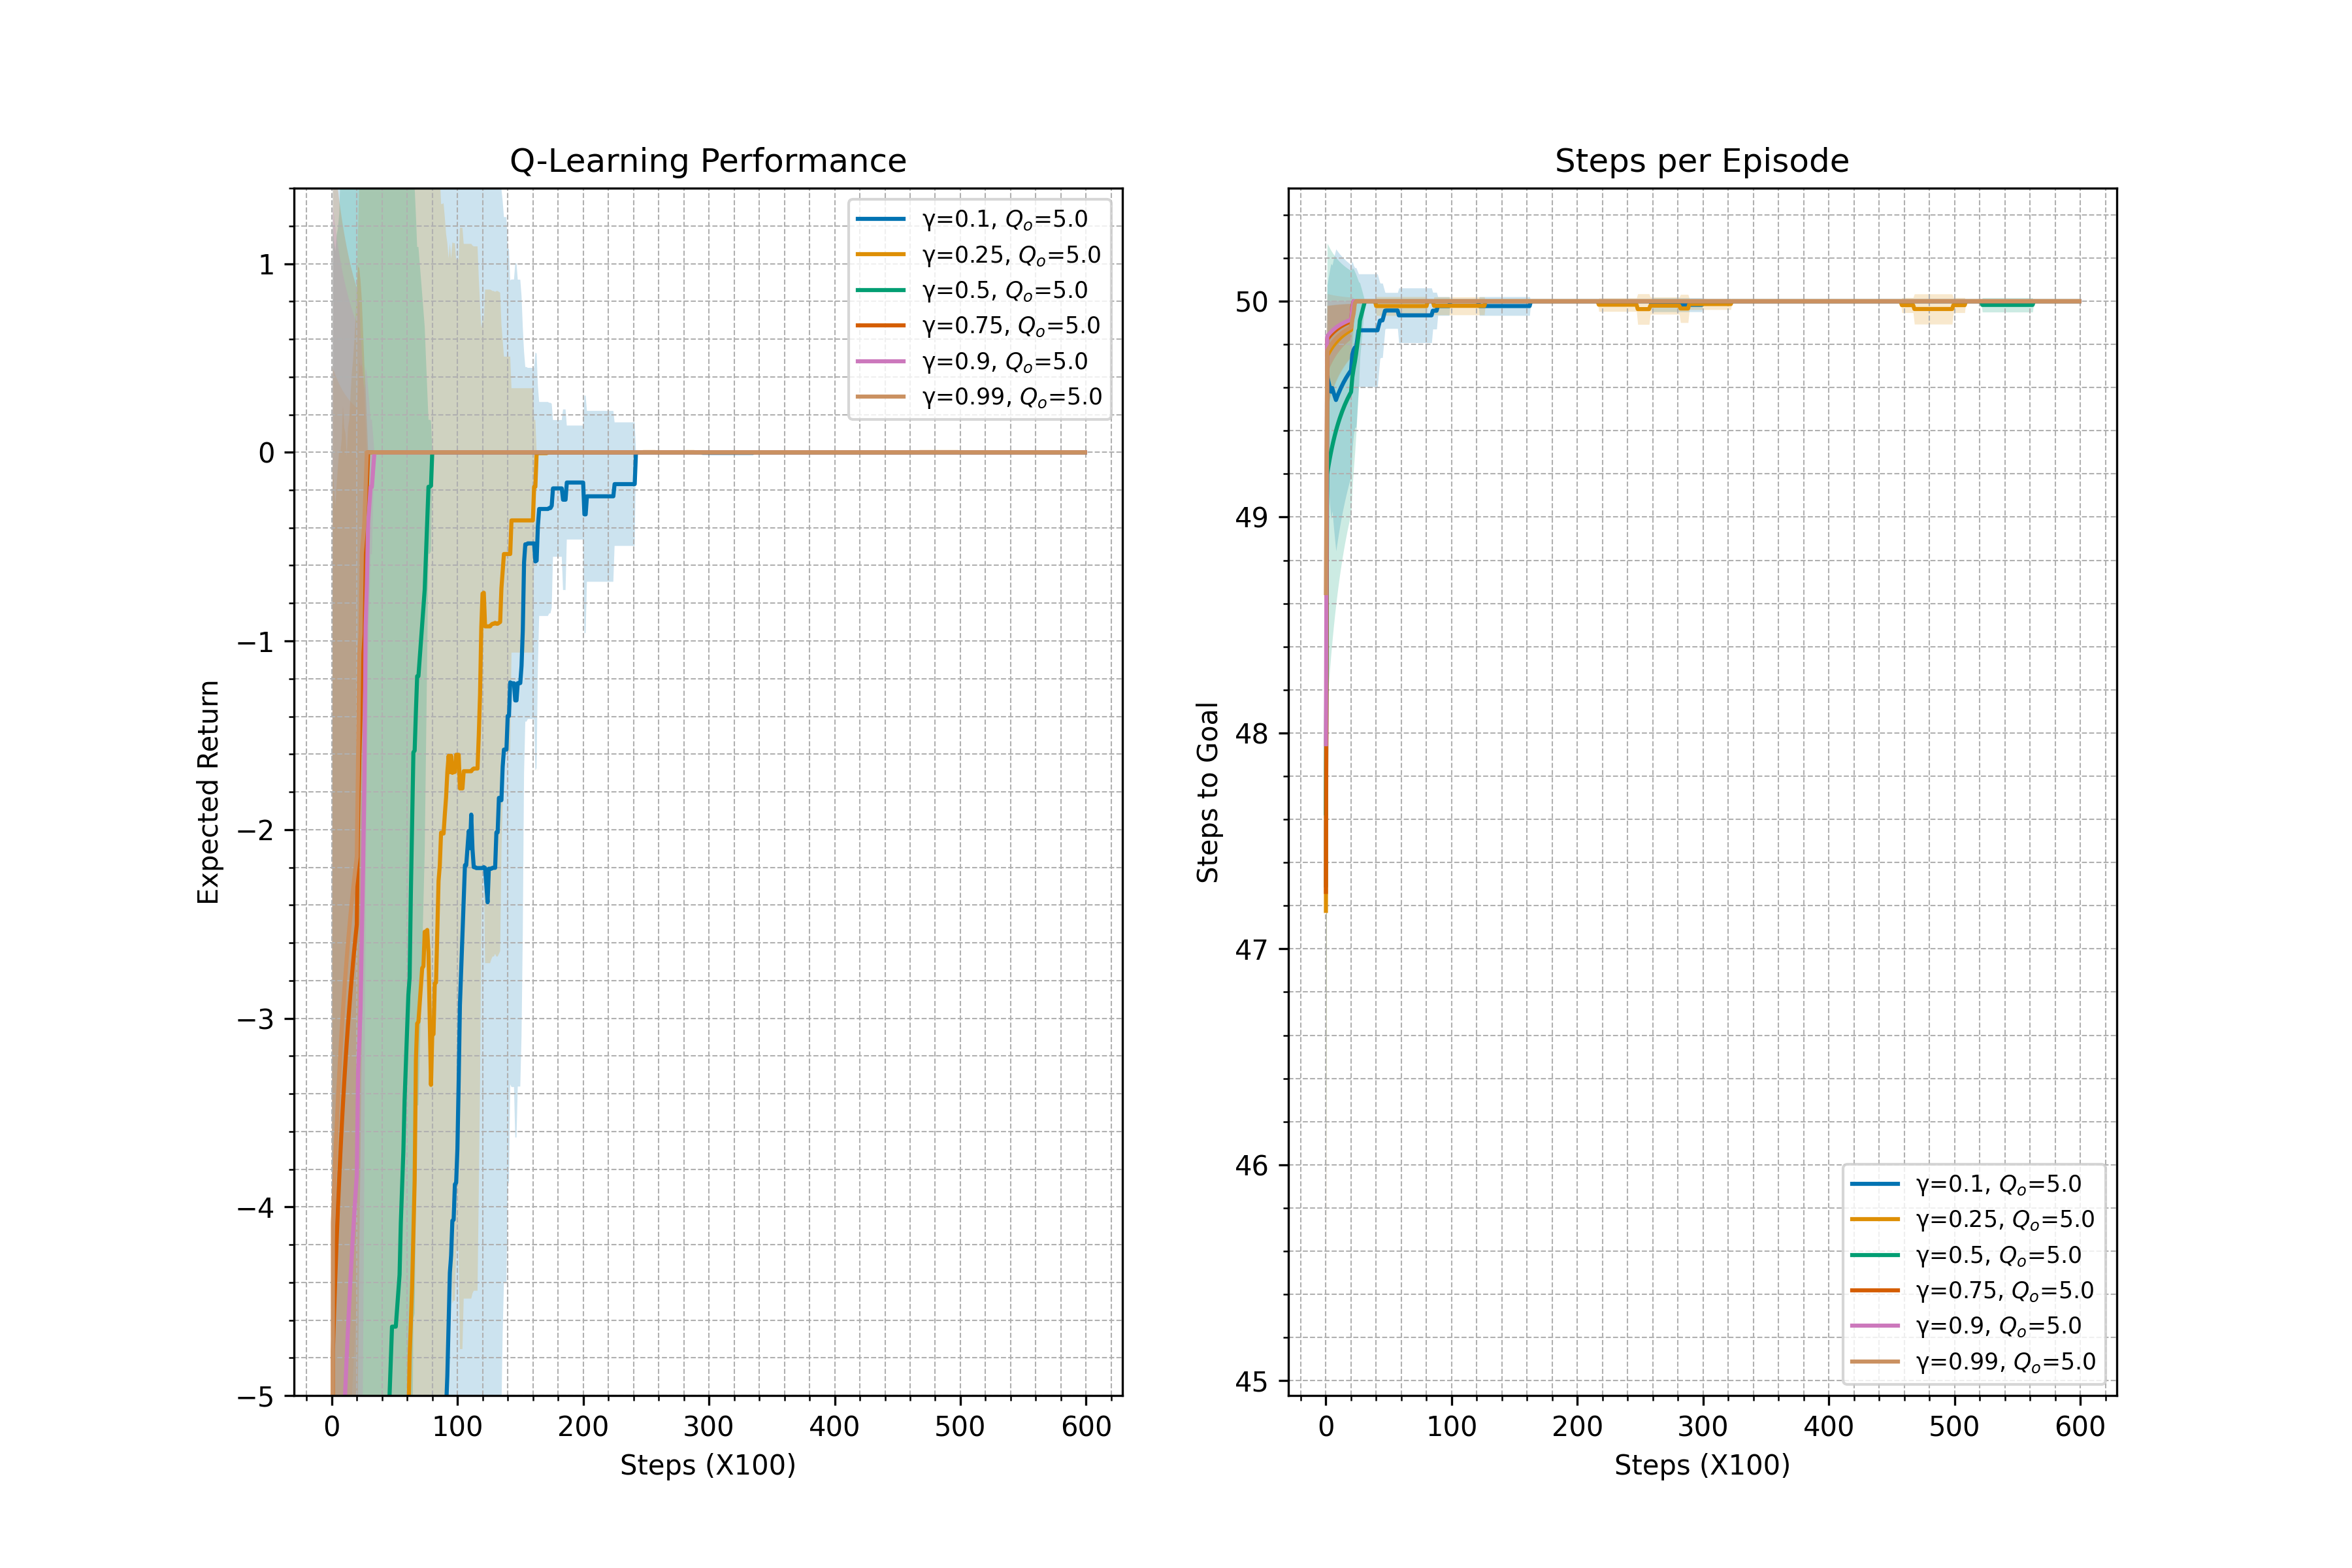 Q-Learning Performance
Expected Return
1
0
−1
−2
−3
−4
−5
0 100 200 300 400 500 600
Steps (X100)
γ=0.1, Qₒ=5.0
γ=0.25, Qₒ=5.0
γ=0.5, Qₒ=5.0
γ=0.75, Qₒ=5.0
γ=0.9, Qₒ=5.0
γ=0.99, Qₒ=5.0
Steps per Episode
Steps to Goal
50
49
48
47
46
45
0 100 200 300 400 500 600
Steps (X100)
γ=0.1, Qₒ=5.0
γ=0.25, Qₒ=5.0
γ=0.5, Qₒ=5.0
γ=0.75, Qₒ=5.0
γ=0.9, Qₒ=5.0
γ=0.99, Qₒ=5.0